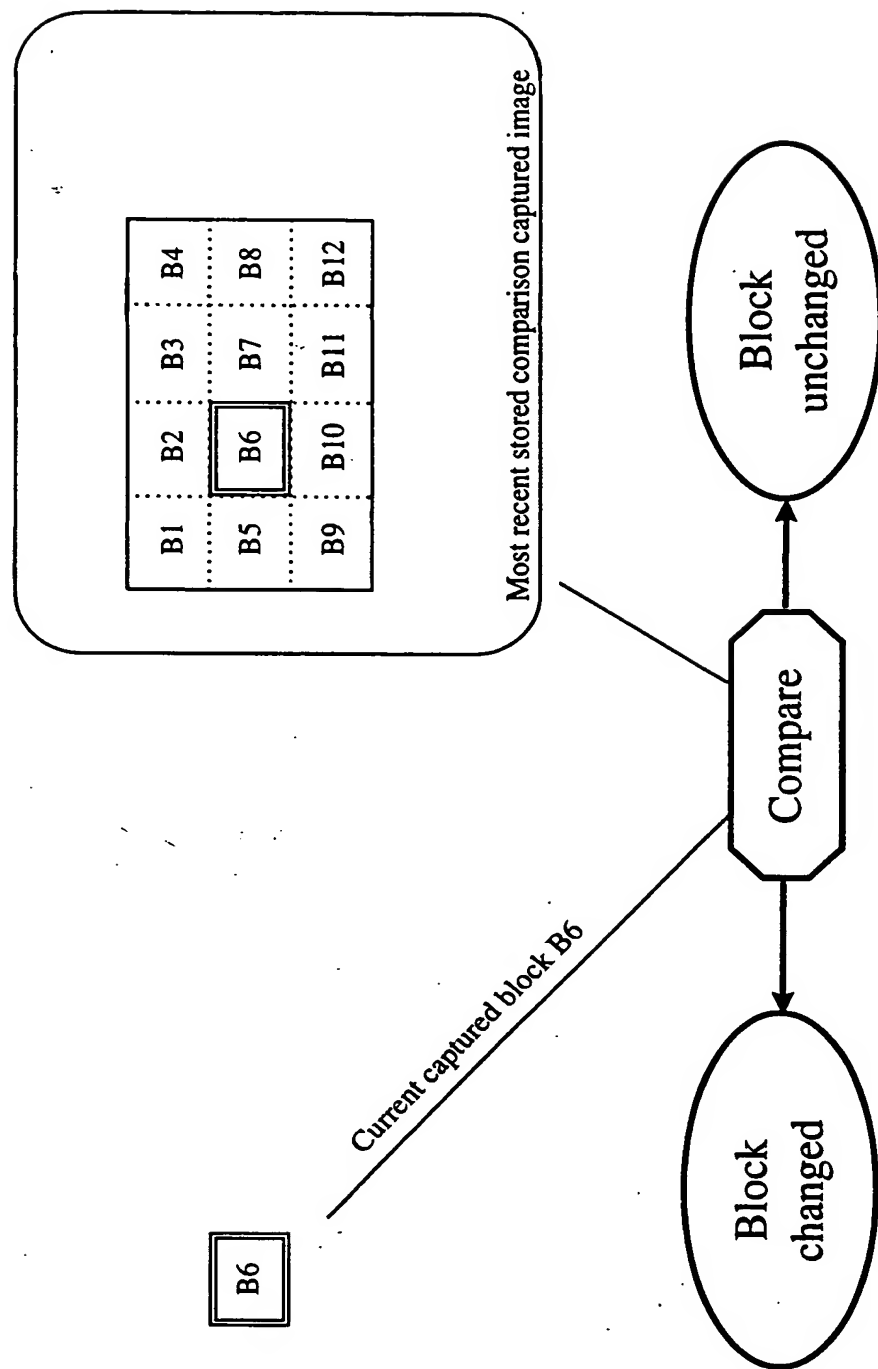 B6
Current captured block B6
B1 B2 B3 B4
B5 B6 B7 B8
B9 B10 B11 B12
Most recent stored comparison captured image
Block
changed
Compare
Block
unchanged